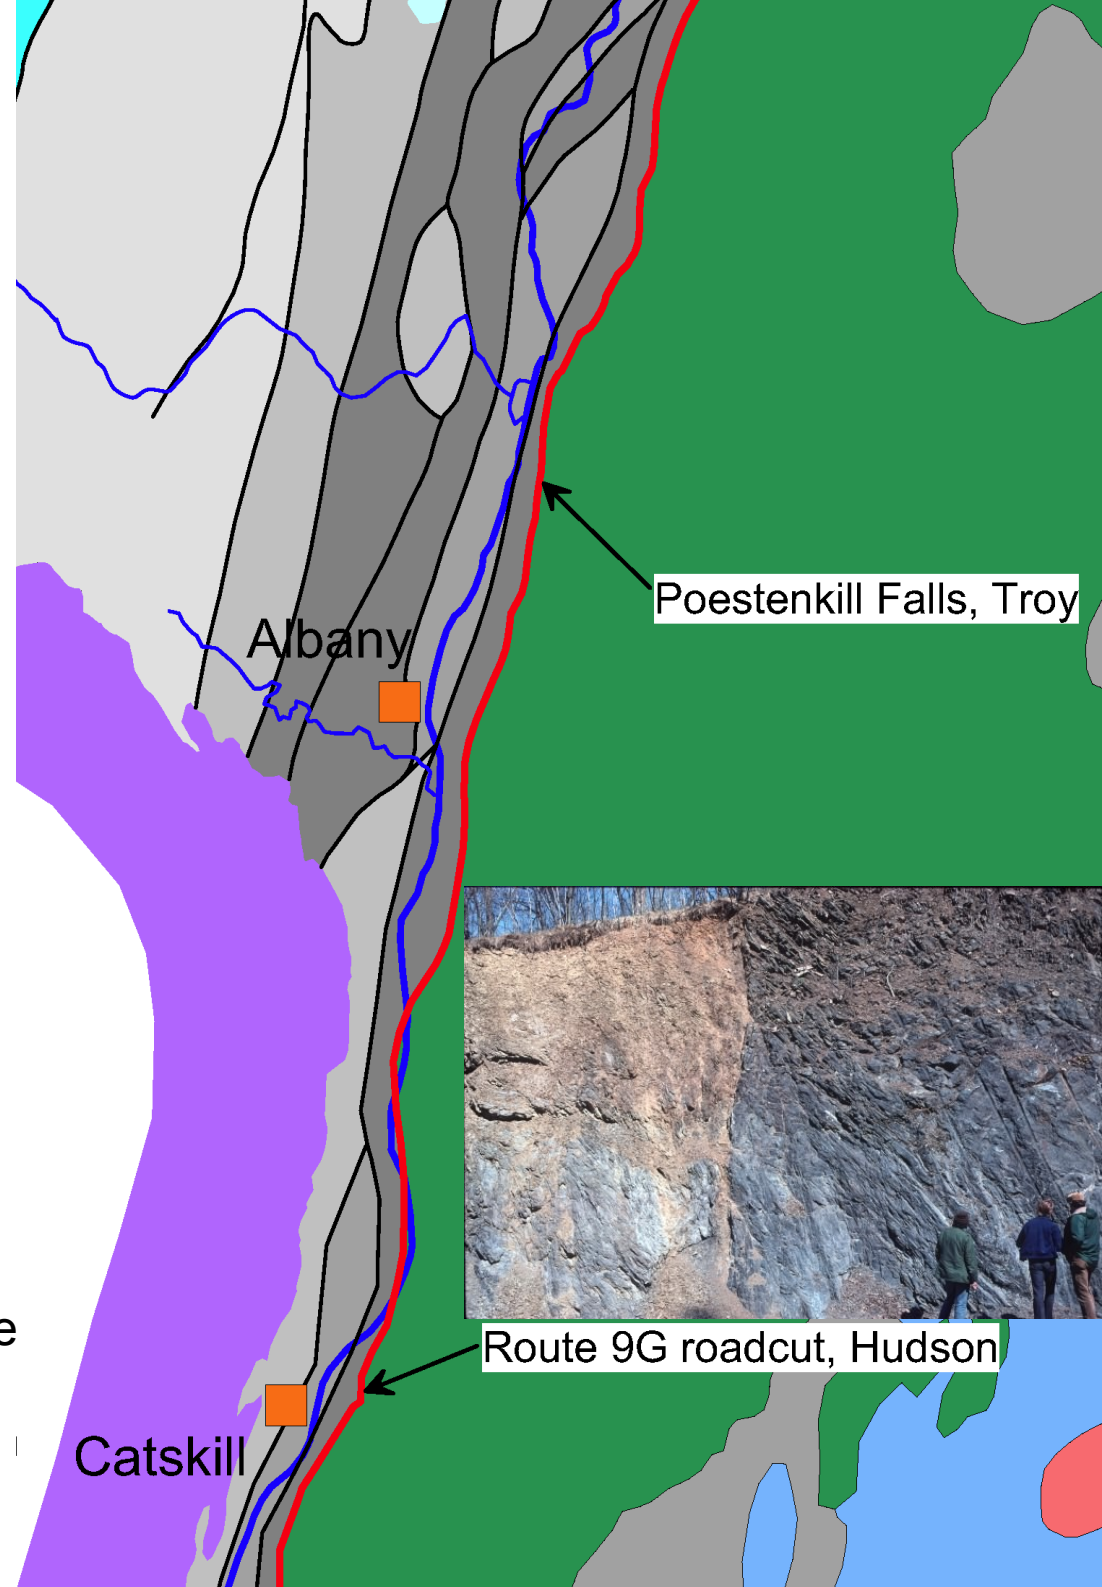 Albany
Poestenkill Falls, Troy
e
Route 9G roadcut, Hudson
Catskill